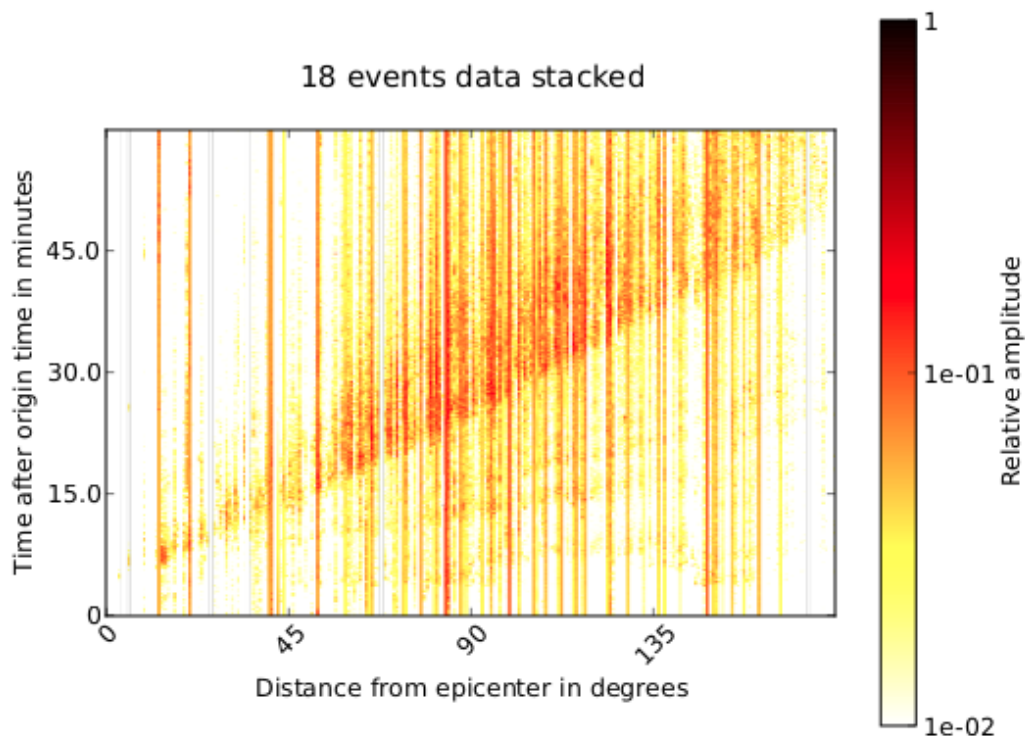 18 events data stacked
1
45.0
30.0
15.0
0
Time after origin time in minutes
0
45
90
135
Distance from epicenter in degrees
1e-01
1e-02
Relative amplitude